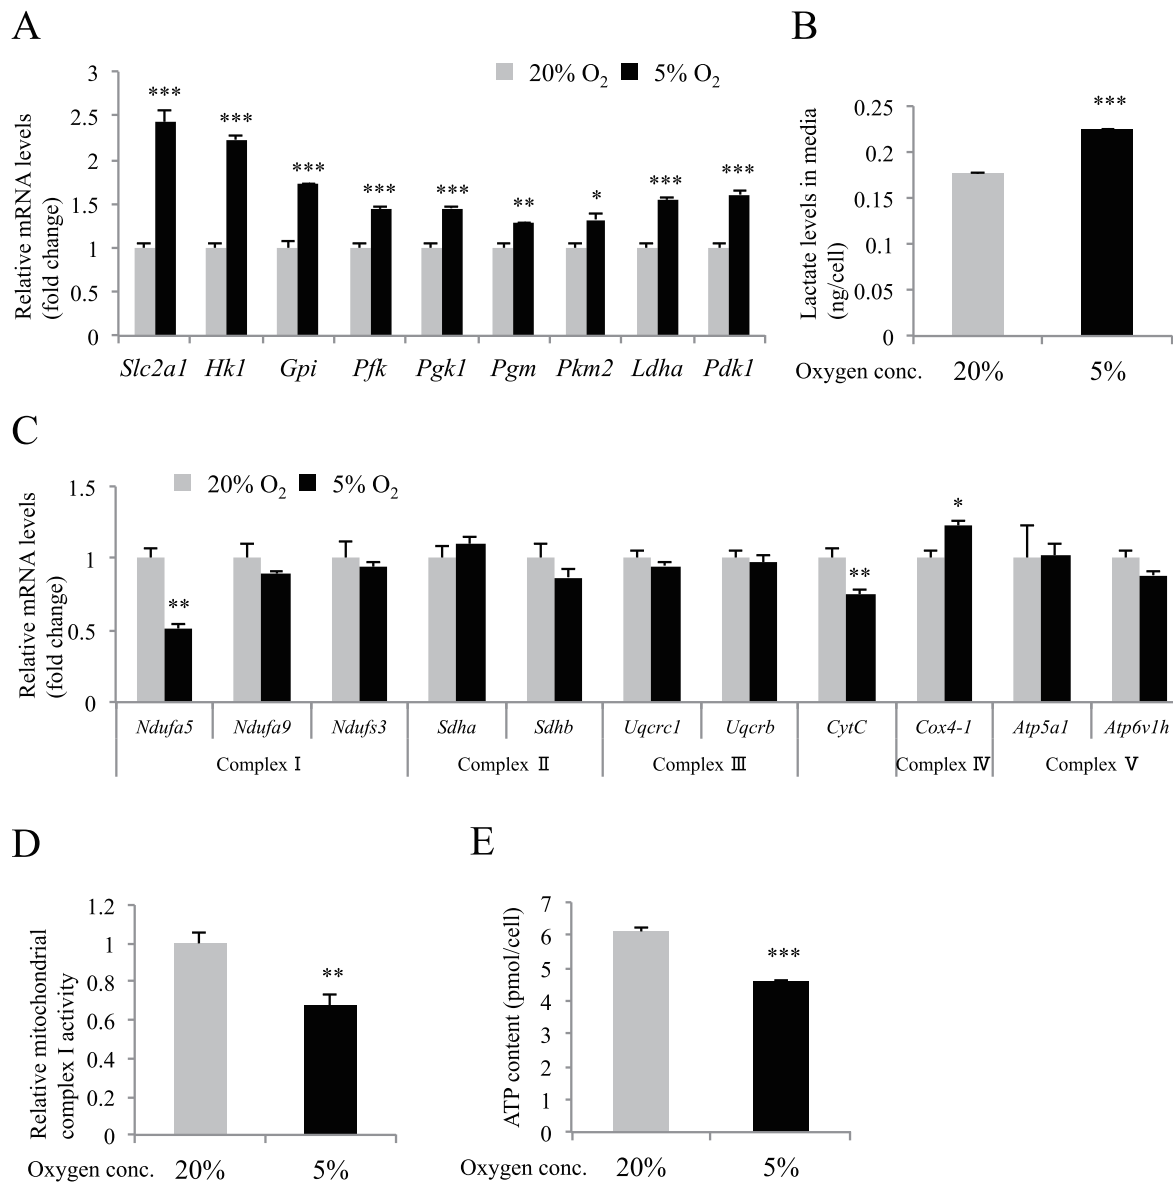 A
20% O2 5% O2
Relative mRNA levels
(fold change)
3
2.5
2
1.5
1
0.5
0
*** *** *** *** *** ** * *** ***
Slc2a1 Hk1 Gpi Pfk Pgk1 Pgm Pkm2 Ldha Pdk1
B
Lactate levels in media
(ng/cell)
0.25
0.2
0.15
0.1
0.05
0
***
Oxygen conc. 20% 5%
C
20% O2 5% O2
Relative mRNA levels
(fold change)
1.5
1
0.5
0
** ** *
Ndufa5 Ndufa9 Ndufs3 Sdha Sdhb Uqcrc1 Uqcrb CytC Cox4-1 Atp5a1 Atp6v1h
Complex Ⅰ Complex Ⅱ Complex Ⅲ Complex Ⅳ Complex Ⅴ
D
Relative mitochondrial
complex I activity
1.2
1
0.8
0.6
0.4
0.2
0
**
Oxygen conc. 20% 5%
E
ATP content (pmol/cell)
7
6
5
4
3
2
1
0
***
Oxygen conc. 20% 5%